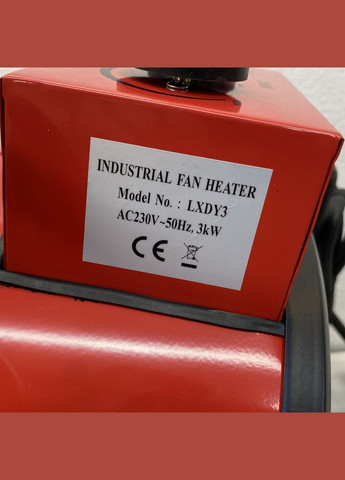 INDUSTRIAL FAN HEATER
Model No. : LXDY3
AC230V~50Hz, 3kW
CE